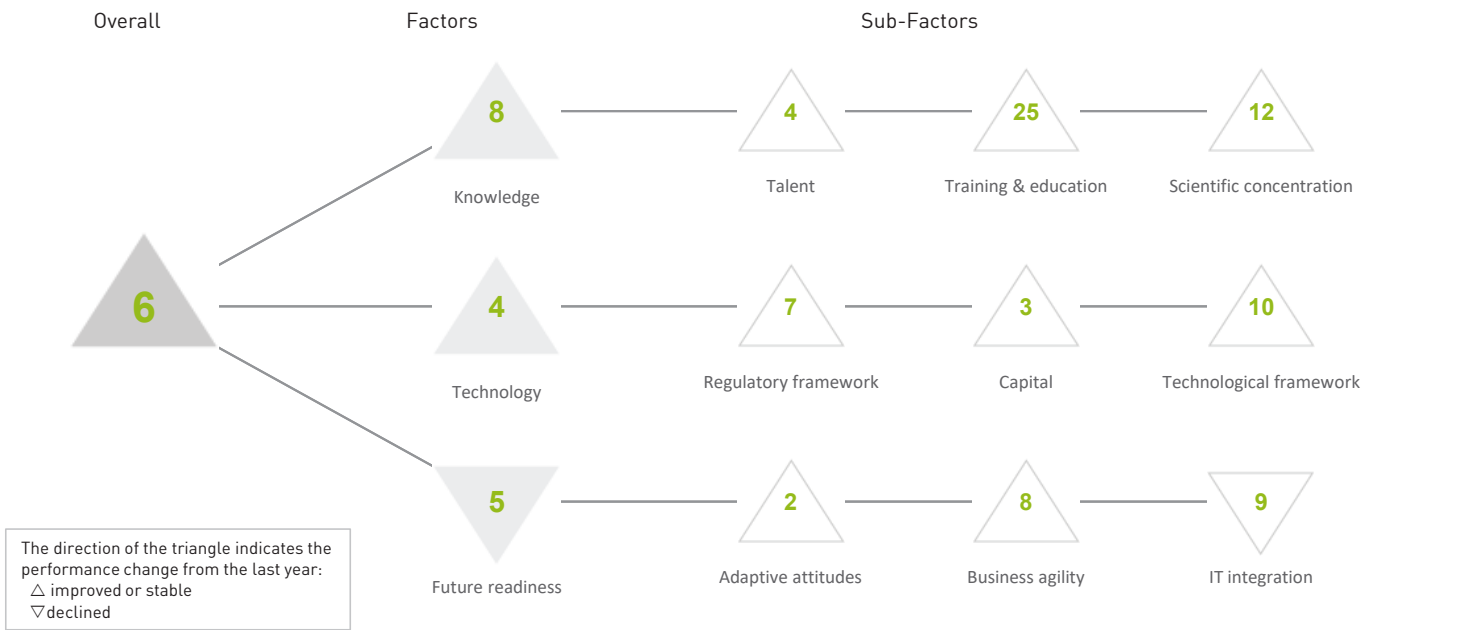 Overall
Factors
Sub-Factors
8
4
25
12
Knowledge
Talent
Training & education
Scientific concentration
6
4
7
3
10
Technology
Regulatory framework
Capital
Technological framework
5
2
8
9
Future readiness
Adaptive attitudes
Business agility
IT integration
The direction of the triangle indicates the
performance change from the last year:
△ improved or stable
▽ declined